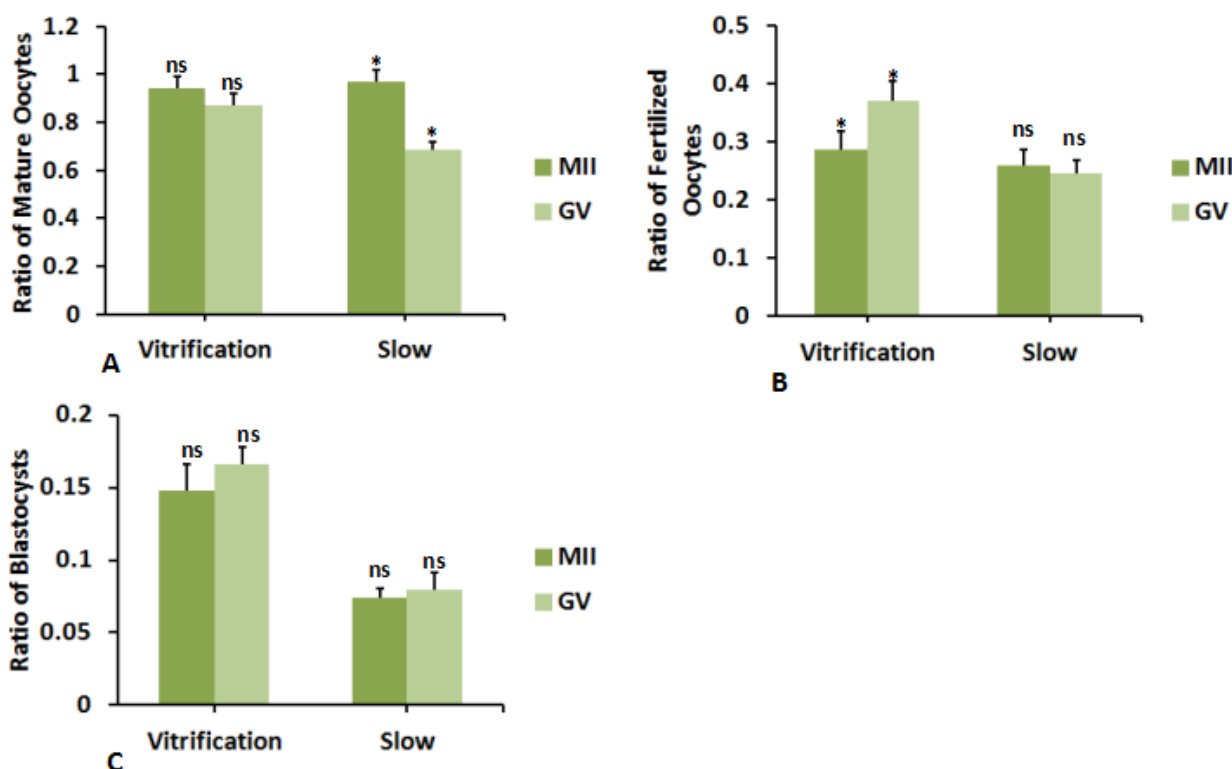 Ratio of Mature Oocytes
1.2
1
0.8
0.6
0.4
0.2
0
ns
ns
*
*
Vitrification
Slow
MII
GV
A
Ratio of Fertilized
Oocytes
0.5
0.4
0.3
0.2
0.1
0
*
*
ns
ns
Vitrification
Slow
MII
GV
B
Ratio of Blastocysts
0.2
0.15
0.1
0.05
0
ns
ns
ns
ns
Vitrification
Slow
MII
GV
C